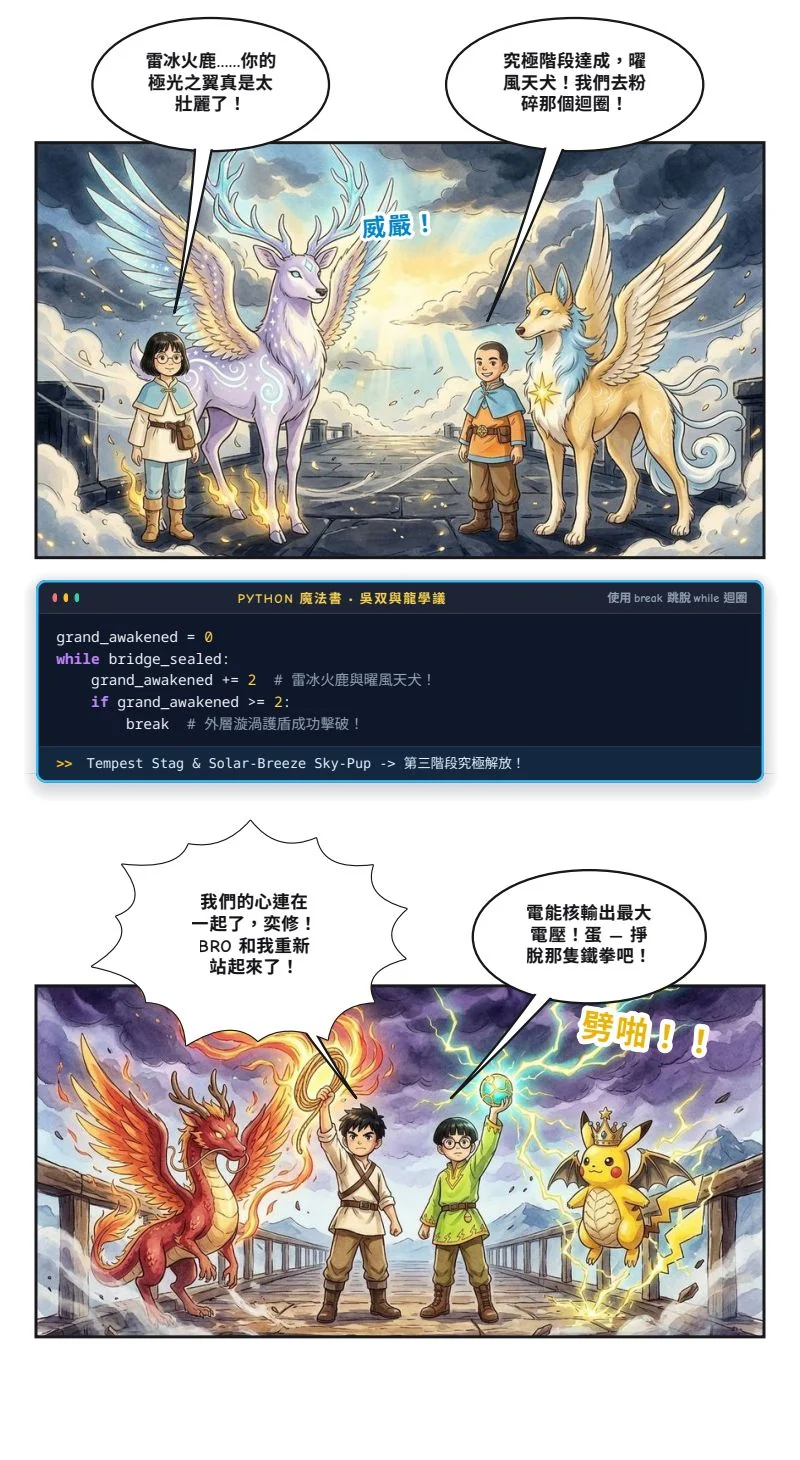 雷冰火鹿……你的
極光之翼真是太
壯麗了！
究極階段達成，曜
風天犬！我們去粉
碎那個迴圈！
威嚴！
PYTHON 魔法書 · 吳双與龍學議
使用 break 跳脫 while 迴圈
grand_awakened = 0
while bridge_sealed:
    grand_awakened += 2  # 雷冰火鹿與曜風天犬！
    if grand_awakened >= 2:
        break  # 外層漩渦護盾成功擊破！
>> Tempest Stag & Solar-Breeze Sky-Pup -> 第三階段究極解放！
我們的心連在
一起了，奕修！
BRO 和我重新
站起來了！
電能核輸出最大
電壓！蛋 — 掙
脫那隻鐵拳吧！
劈啪！！